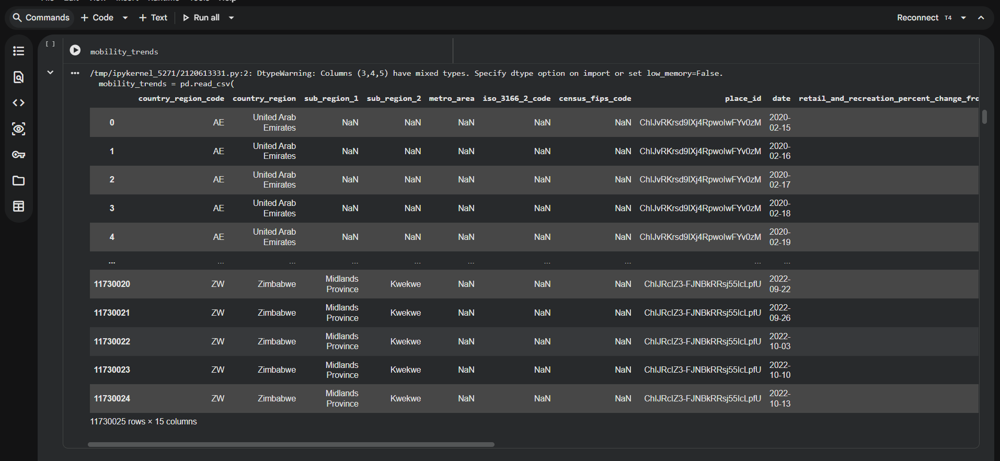 File Edit View Insert Runtime Tools Help
Commands + Code + Text Run all Reconnect T4
[ ] mobility_trends
/tmp/ipykernel_5271/2120613331.py:2: DtypeWarning: Columns (3,4,5) have mixed types. Specify dtype option on import or set low_memory=False.
mobility_trends = pd.read_csv(
country_region_code country_region sub_region_1 sub_region_2 metro_area iso_3166_2_code census_fips_code place_id date retail_and_recreation_percent_change_fro
0 AE United Arab Emirates NaN NaN NaN NaN NaN ChIJvRKrsd9IXj4RpwoIwFYv0zM 2020-02-15
1 AE United Arab Emirates NaN NaN NaN NaN NaN ChIJvRKrsd9IXj4RpwoIwFYv0zM 2020-02-16
2 AE United Arab Emirates NaN NaN NaN NaN NaN ChIJvRKrsd9IXj4RpwoIwFYv0zM 2020-02-17
3 AE United Arab Emirates NaN NaN NaN NaN NaN ChIJvRKrsd9IXj4RpwoIwFYv0zM 2020-02-18
4 AE United Arab Emirates NaN NaN NaN NaN NaN ChIJvRKrsd9IXj4RpwoIwFYv0zM 2020-02-19
... ... ... ... ... ... ... ... ... ...
11730020 ZW Zimbabwe Midlands Province Kwekwe NaN NaN NaN ChIJRcIZ3-FJNBkRRsj55IcLpfU 2022-09-22
11730021 ZW Zimbabwe Midlands Province Kwekwe NaN NaN NaN ChIJRcIZ3-FJNBkRRsj55IcLpfU 2022-09-26
11730022 ZW Zimbabwe Midlands Province Kwekwe NaN NaN NaN ChIJRcIZ3-FJNBkRRsj55IcLpfU 2022-10-03
11730023 ZW Zimbabwe Midlands Province Kwekwe NaN NaN NaN ChIJRcIZ3-FJNBkRRsj55IcLpfU 2022-10-10
11730024 ZW Zimbabwe Midlands Province Kwekwe NaN NaN NaN ChIJRcIZ3-FJNBkRRsj55IcLpfU 2022-10-13
11730025 rows × 15 columns